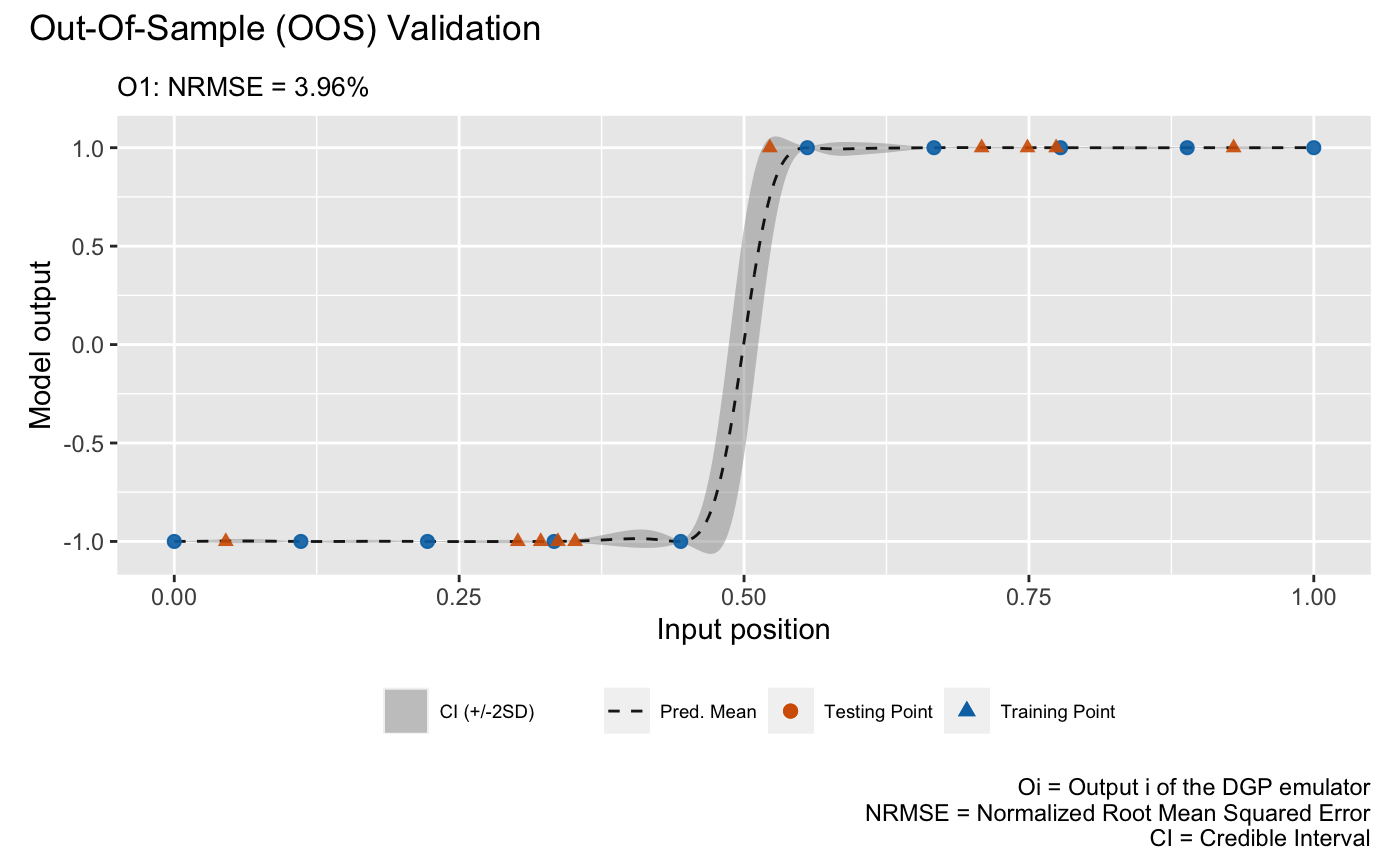 Out-Of-Sample (OOS) Validation
O1: NRMSE = 3.96%
Model output
1.0
0.5
0.0
-0.5
-1.0
0.00 0.25 0.50 0.75 1.00
Input position
CI (+/-2SD) Pred. Mean Testing Point Training Point
Oi = Output i of the DGP emulator
NRMSE = Normalized Root Mean Squared Error
CI = Credible Interval